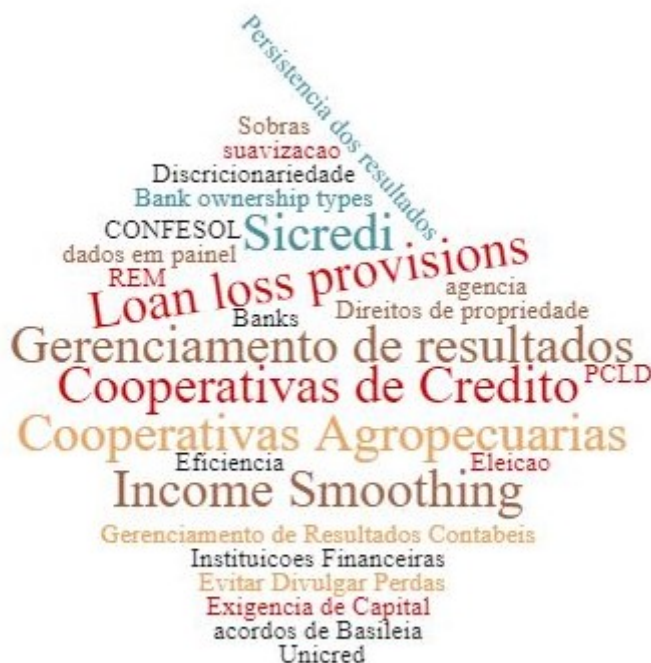 Persistencia dos resultados
Sobras
suavizacao
Discricionariedade
Bank ownership types
CONFESOL
Sicredi
dados em painel
REM
Loan loss provisions
agencia
Banks
Direitos de propriedade
Gerenciamento de resultados
Cooperativas de Credito
PCLD
Cooperativas Agropecuarias
Eficiencia
Eleicao
Income Smoothing
Gerenciamento de Resultados Contabeis
Instituicoes Financeiras
Evitar Divulgar Perdas
Exigencia de Capital
acordos de Basileia
Unicred